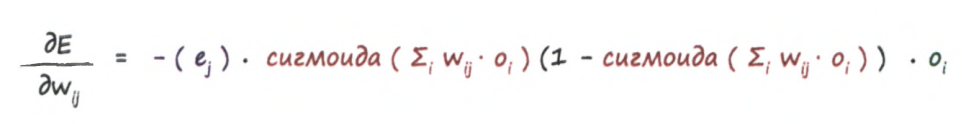 ∂E/∂w_ij = -( e_j ) · сигмоида ( Σ_i w_ij · o_i ) (1 - сигмоида ( Σ_i w_ij · o_i ) ) · o_i